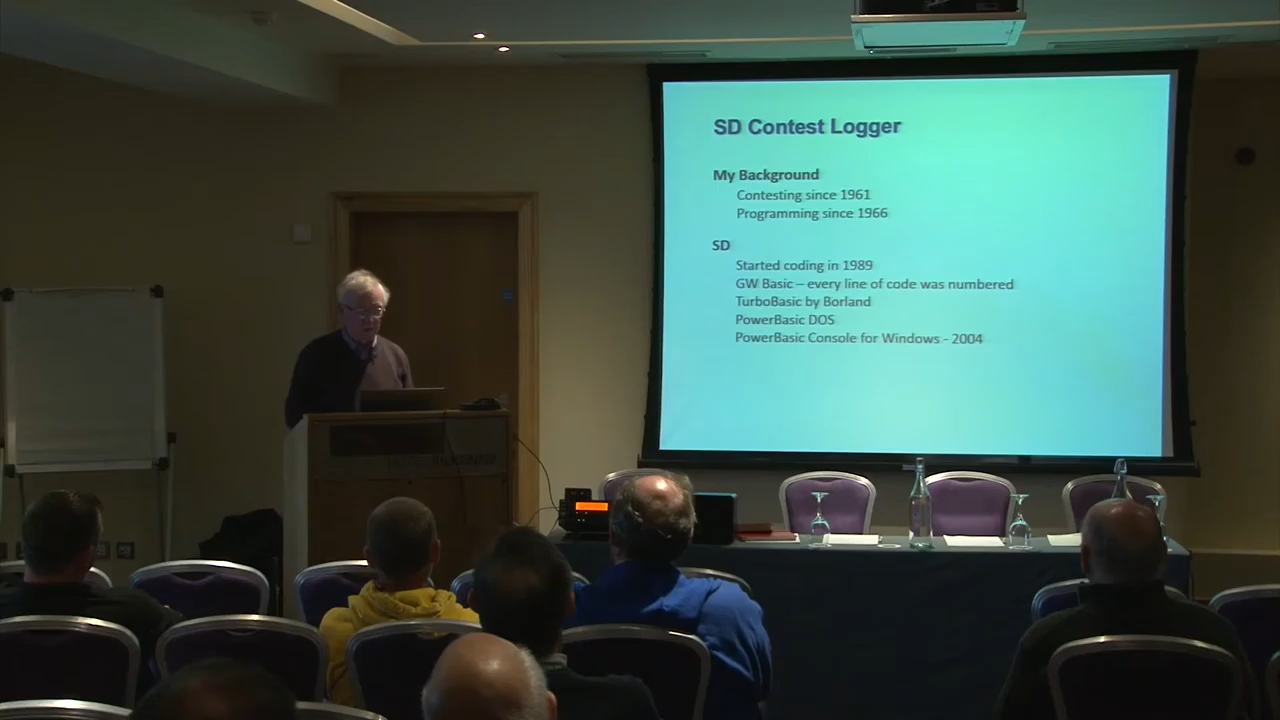 SD Contest Logger
My Background
Contesting since 1961
Programming since 1966
SD
Started coding in 1989
GW Basic – every line of code was numbered
TurboBasic by Borland
PowerBasic DOS
PowerBasic Console for Windows - 2004